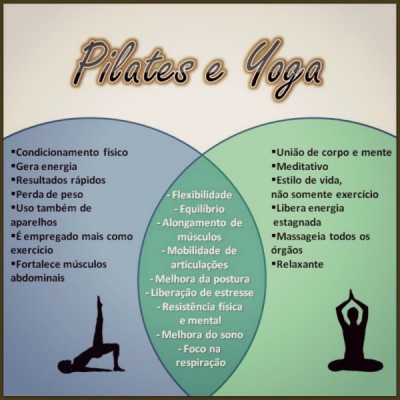 Pilates e Yoga
▪Condicionamento físico
▪Gera energia
▪Resultados rápidos
▪Perda de peso
▪Uso também de
aparelhos
▪É empregado mais como
exercício
▪Fortalece músculos
abdominais
- Flexibilidade
- Equilíbrio
- Alongamento de
músculos
- Mobilidade de
articulações
- Melhora da postura
- Liberação de estresse
- Resistência física
e mental
- Melhora do sono
- Foco na
respiração
▪União de corpo e mente
▪Meditativo
▪Estilo de vida,
não somente exercício
▪Libera energia
estagnada
▪Massageia todos os
órgãos
▪Relaxante